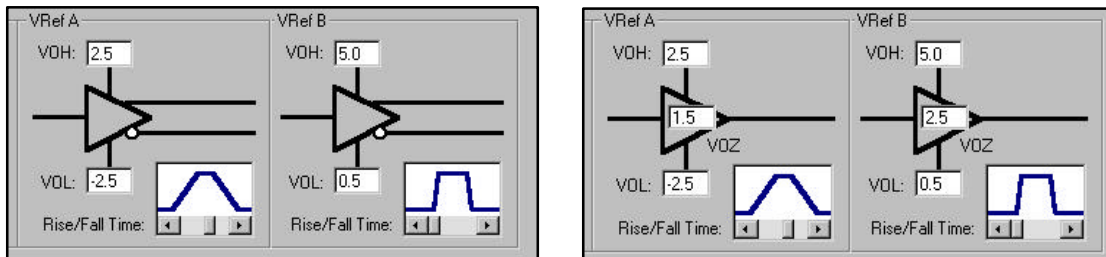 VRef A
VOH: 2.5
VOL: -2.5
Rise/Fall Time:
VRef B
VOH: 5.0
VOL: 0.5
Rise/Fall Time:
VRef A
VOH: 2.5
1.5
VOZ
VOL: -2.5
Rise/Fall Time:
VRef B
VOH: 5.0
2.5
VOZ
VOL: 0.5
Rise/Fall Time: